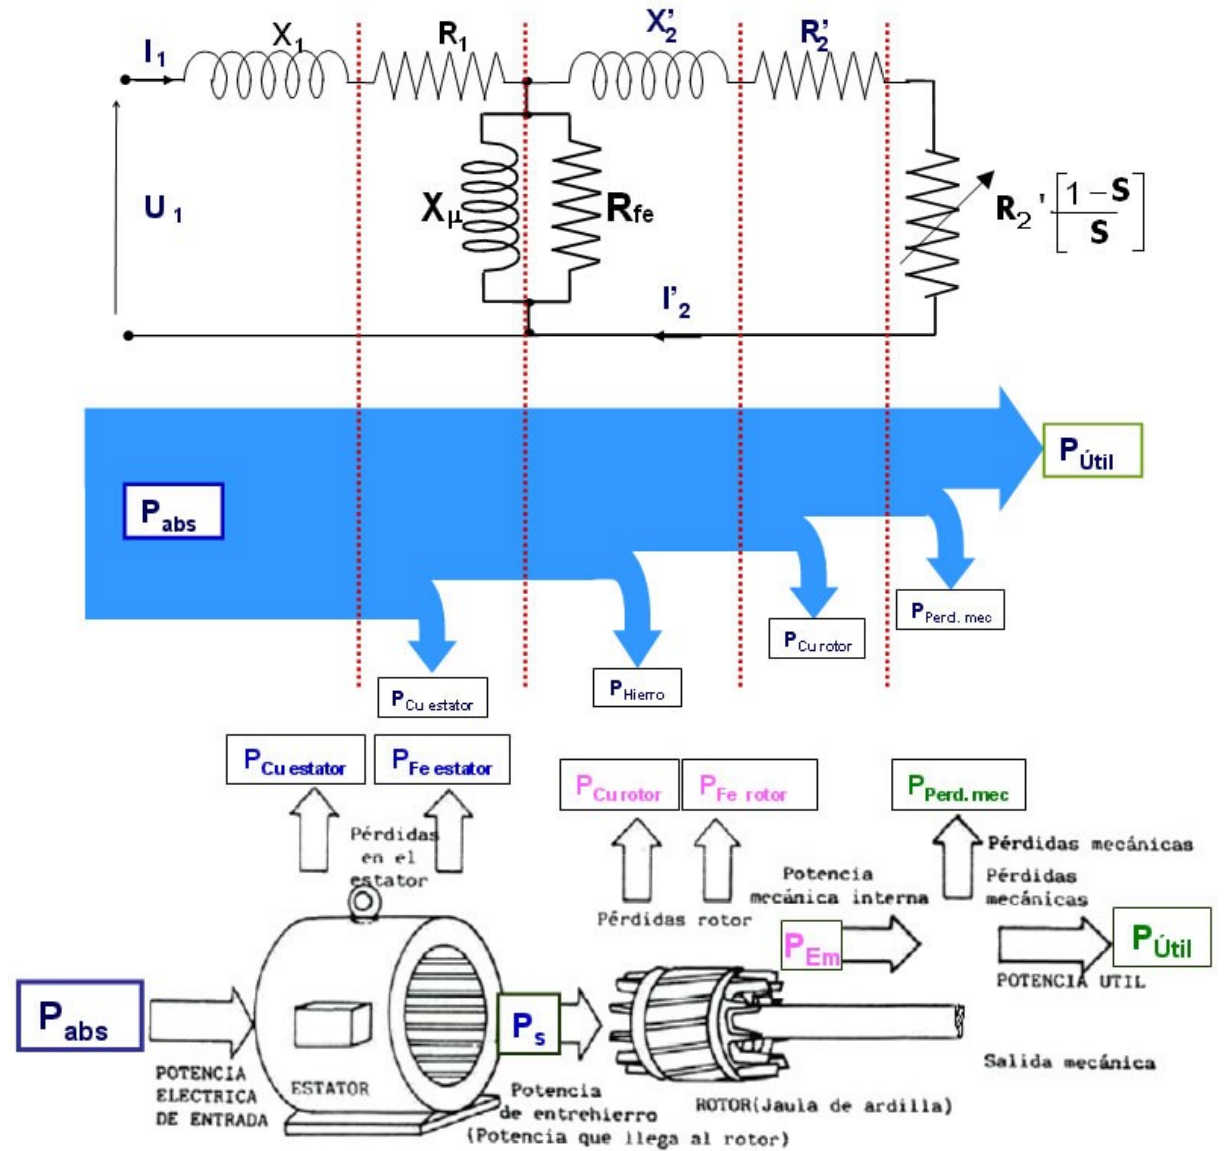 X1 R1 X'2 R'2
I1
U1
Xμ Rfe R2'·[1-S/S]
I'2
PÚtil
Pabs
PCu estator
PHierro
PCu rotor
PPerd. mec
PCu estator PFe estator
PCu rotor PFe rotor
PPerd. mec
Pérdidas
en el
estator
Pérdidas rotor
Potencia
mecánica interna
Pérdidas mecánicas
Pérdidas
mecánicas
PEm
PÚtil
POTENCIA UTIL
Pabs
Ps
POTENCIA
ELECTRICA
DE ENTRADA
ESTATOR
Potencia
de entrehierro
(Potencia que llega al rotor)
ROTOR(Jaula de ardilla)
Salida mecánica